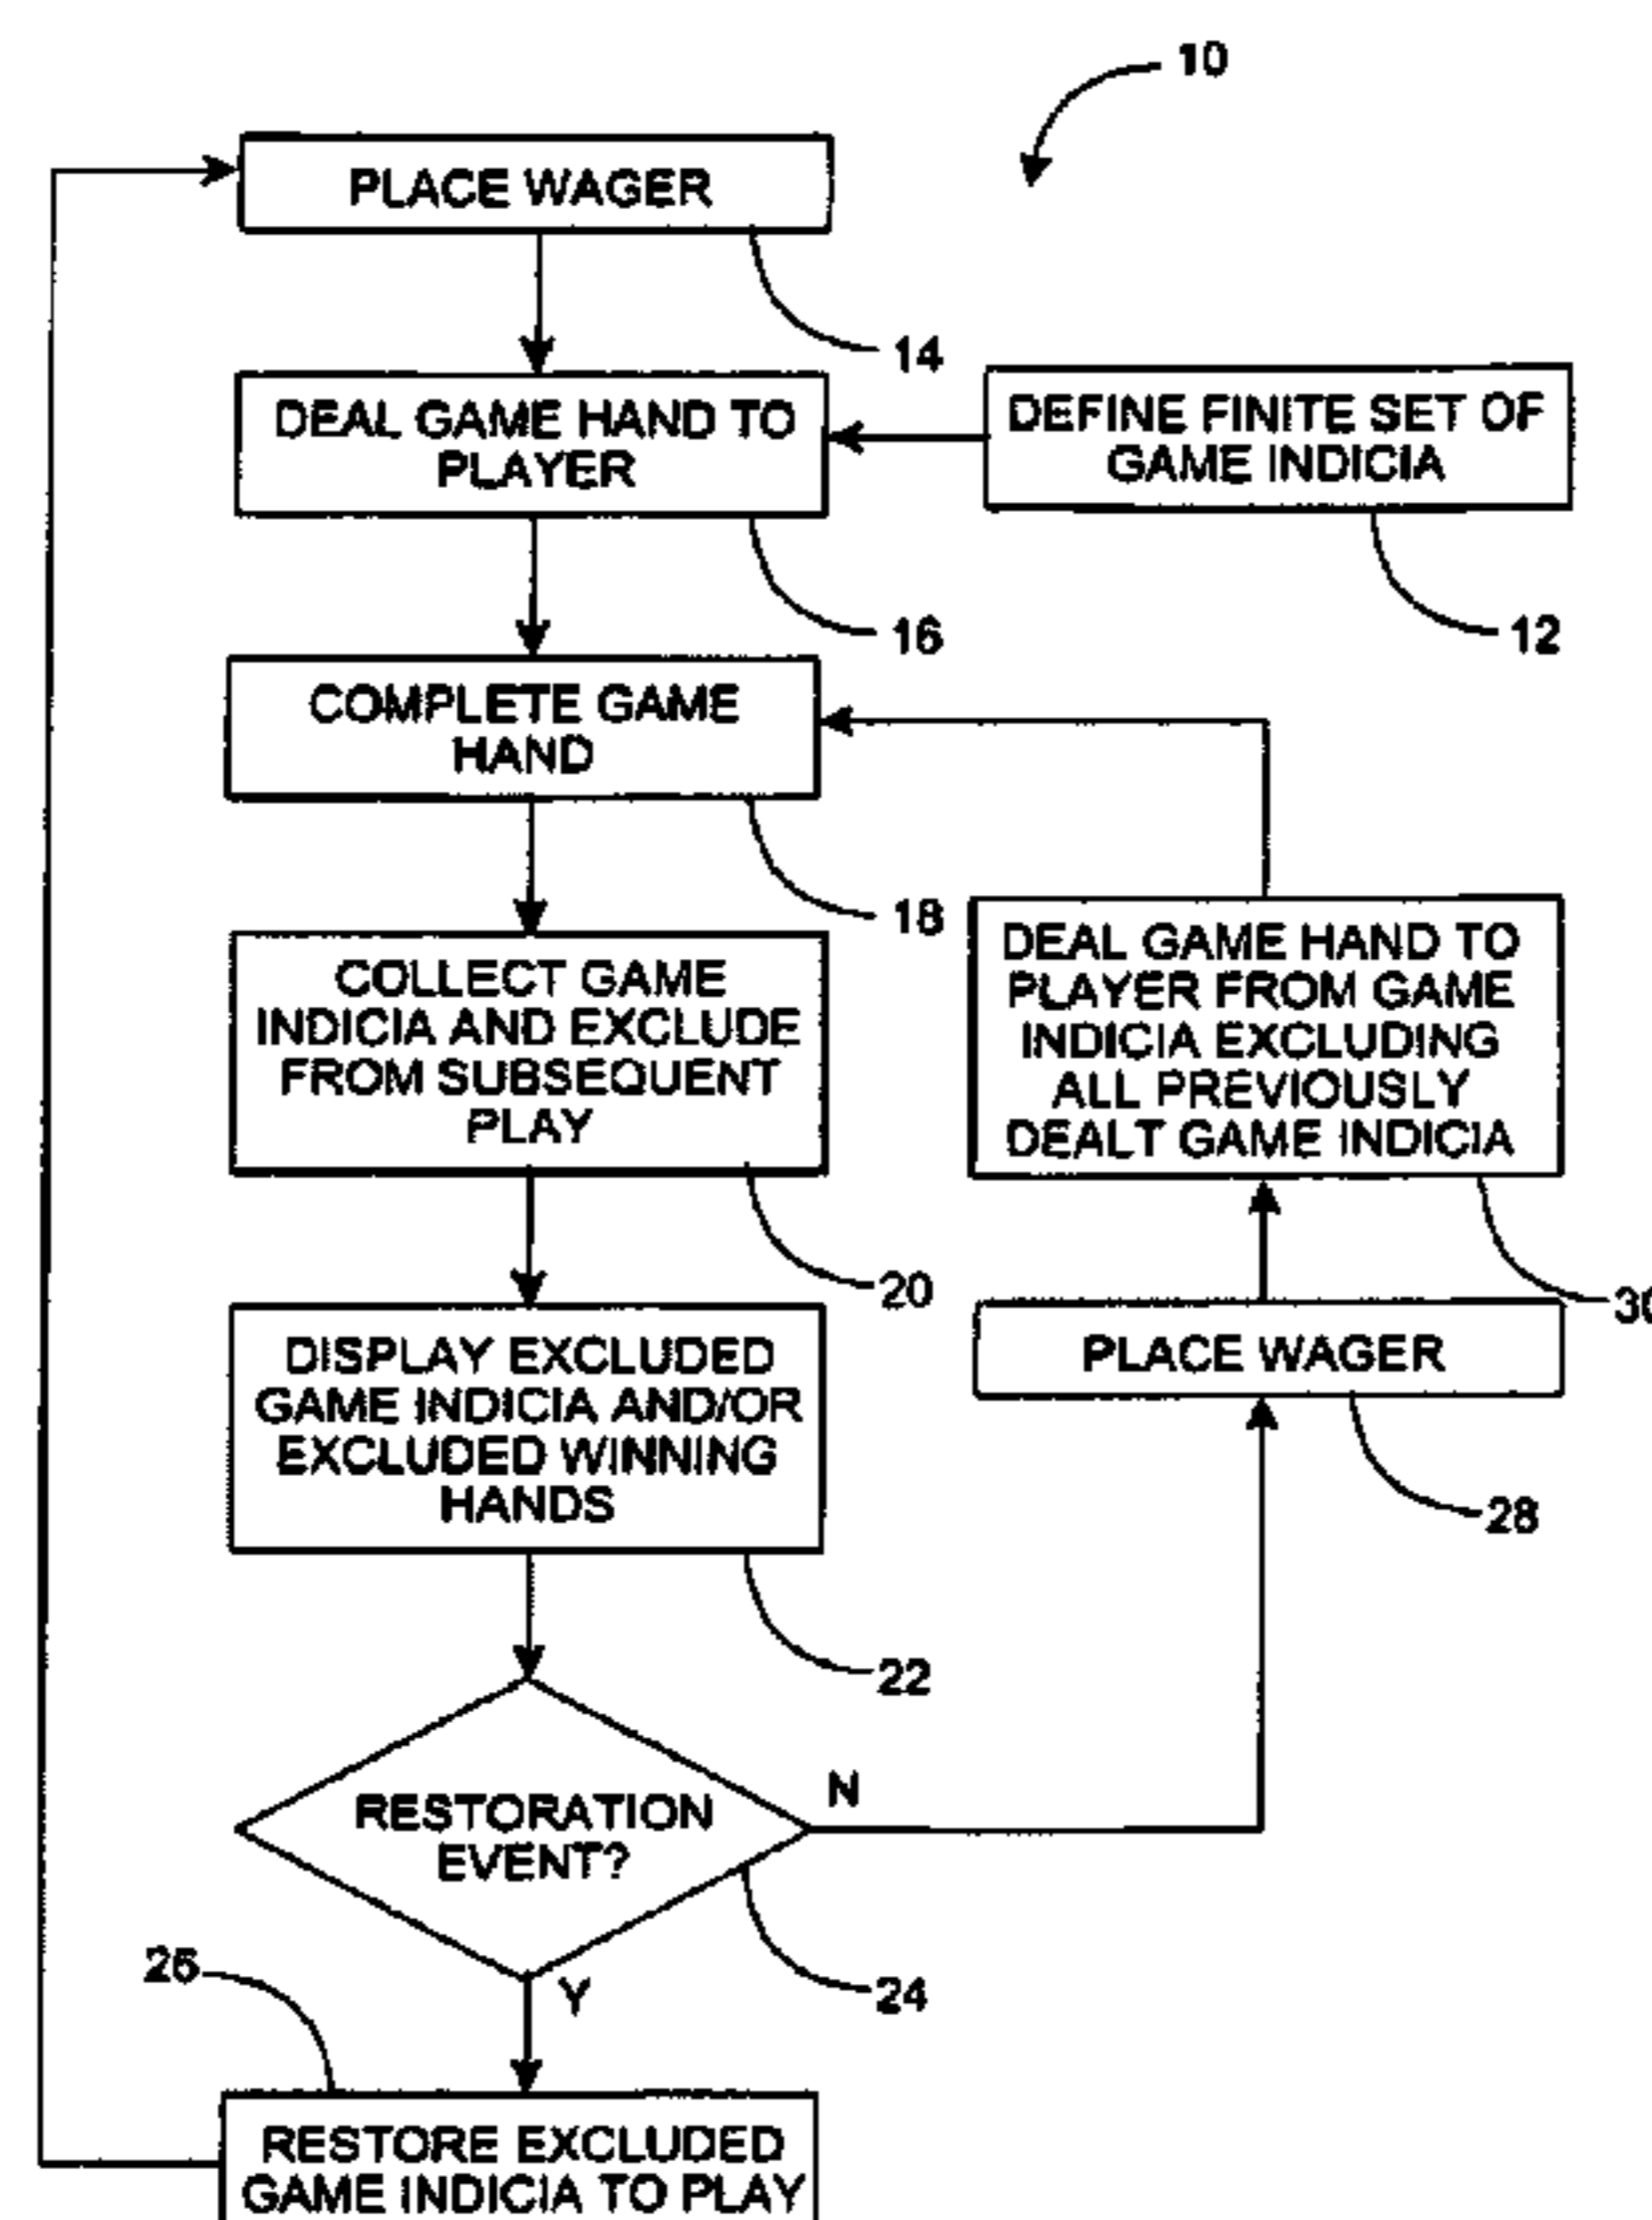 10
PLACE WAGER
14
DEAL GAME HAND TO
PLAYER
16
DEFINE FINITE SET OF
GAME INDICIA
12
COMPLETE GAME
HAND
18
COLLECT GAME
INDICIA AND EXCLUDE
FROM SUBSEQUENT
PLAY
20
DEAL GAME HAND TO
PLAYER FROM GAME
INDICIA EXCLUDING
ALL PREVIOUSLY
DEALT GAME INDICIA
30
DISPLAY EXCLUDED
GAME INDICIA AND/OR
EXCLUDED WINNING
HANDS
22
PLACE WAGER
28
RESTORATION
EVENT?
N
Y
24
26
RESTORE EXCLUDED
GAME INDICIA TO PLAY